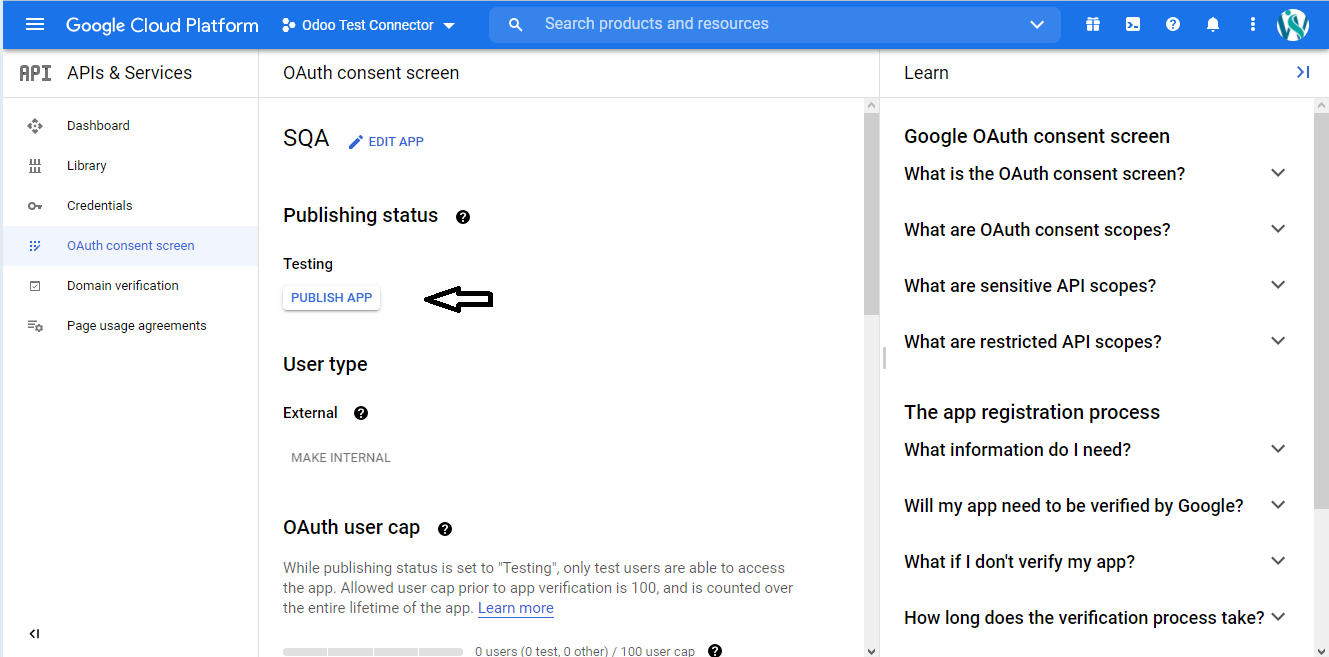 Google Cloud Platform
Odoo Test Connector
Search products and resources
API APIs & Services
Dashboard
Library
Credentials
OAuth consent screen
Domain verification
Page usage agreements
OAuth consent screen
SQA
EDIT APP
Publishing status
Testing
PUBLISH APP
User type
External
MAKE INTERNAL
OAuth user cap
While publishing status is set to "Testing", only test users are able to access
the app. Allowed user cap prior to app verification is 100, and is counted over
the entire lifetime of the app. Learn more
0 users (0 test, 0 other) / 100 user cap
Learn
Google OAuth consent screen
What is the OAuth consent screen?
What are OAuth consent scopes?
What are sensitive API scopes?
What are restricted API scopes?
The app registration process
What information do I need?
Will my app need to be verified by Google?
What if I don't verify my app?
How long does the verification process take?